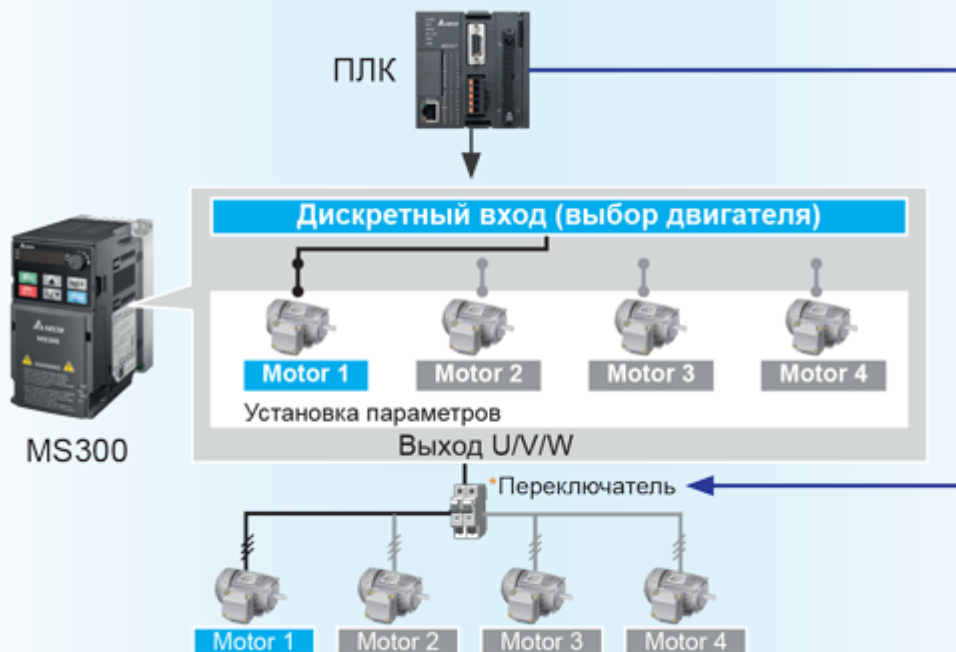 ПЛК
Дискретный вход (выбор двигателя)
Motor 1
Motor 2
Motor 3
Motor 4
Установка параметров
MS300
Выход U/V/W
*Переключатель
Motor 1
Motor 2
Motor 3
Motor 4